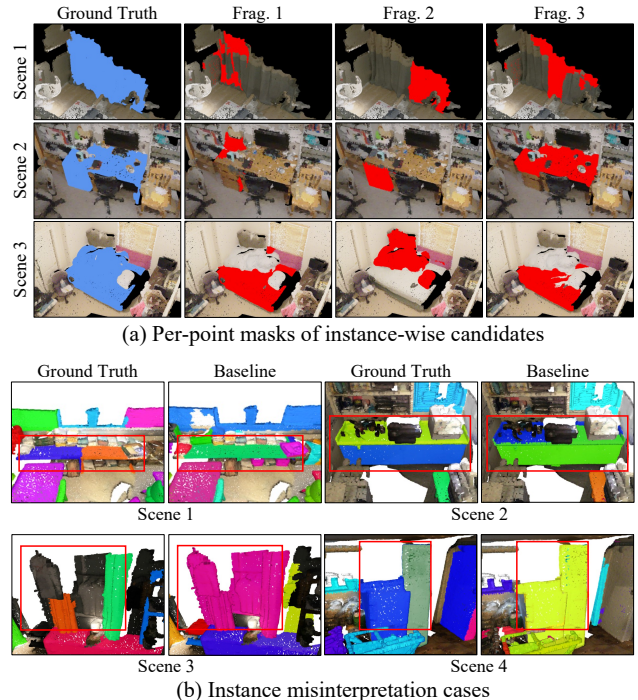 Ground Truth Frag. 1 Frag. 2 Frag. 3
Scene 1
Scene 2
Scene 3
(a) Per-point masks of instance-wise candidates
Ground Truth Baseline Ground Truth Baseline
Scene 1 Scene 2
Scene 3 Scene 4
(b) Instance misinterpretation cases